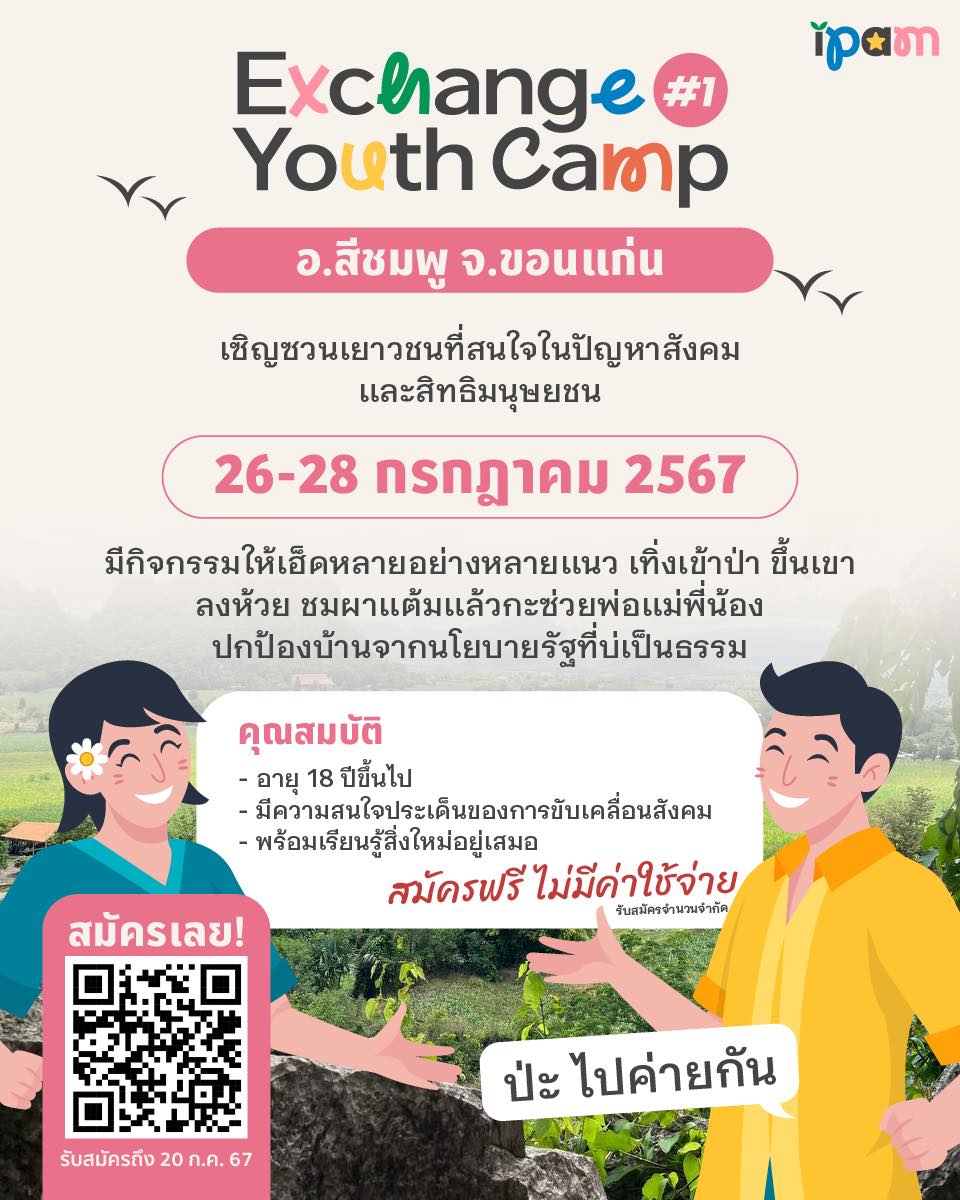 ipam
Exchange #1
Youth Camp
อ.สีชมพู จ.ขอนแก่น
เชิญซวนเยาวชนที่สนใจในปัญหาสังคม
และสิทธิมนุษยชน
26-28 กรกฎาคม 2567
มีกิจกรรมให้เฮ็ดหลายอย่างหลายแนว เทิ่งเข้าป่า ขึ้นเขา
ลงห้วย ชมผาแต้มแล้วกะซ่วยพ่อแม่พี่น้อง
ปกป้องบ้านจากนโยบายรัฐที่บ่เป็นธรรม
คุณสมบัติ
- อายุ 18 ปีขึ้นไป
- มีความสนใจประเด็นของการขับเคลื่อนสังคม
- พร้อมเรียนรู้สิ่งใหม่อยู่เสมอ
สมัครฟรี ไม่มีค่าใช้จ่าย
รับสมัครจำนวนจำกัด
สมัครเลย!
รับสมัครถึง 20 ก.ค. 67
ป่ะ ไปค่ายกัน